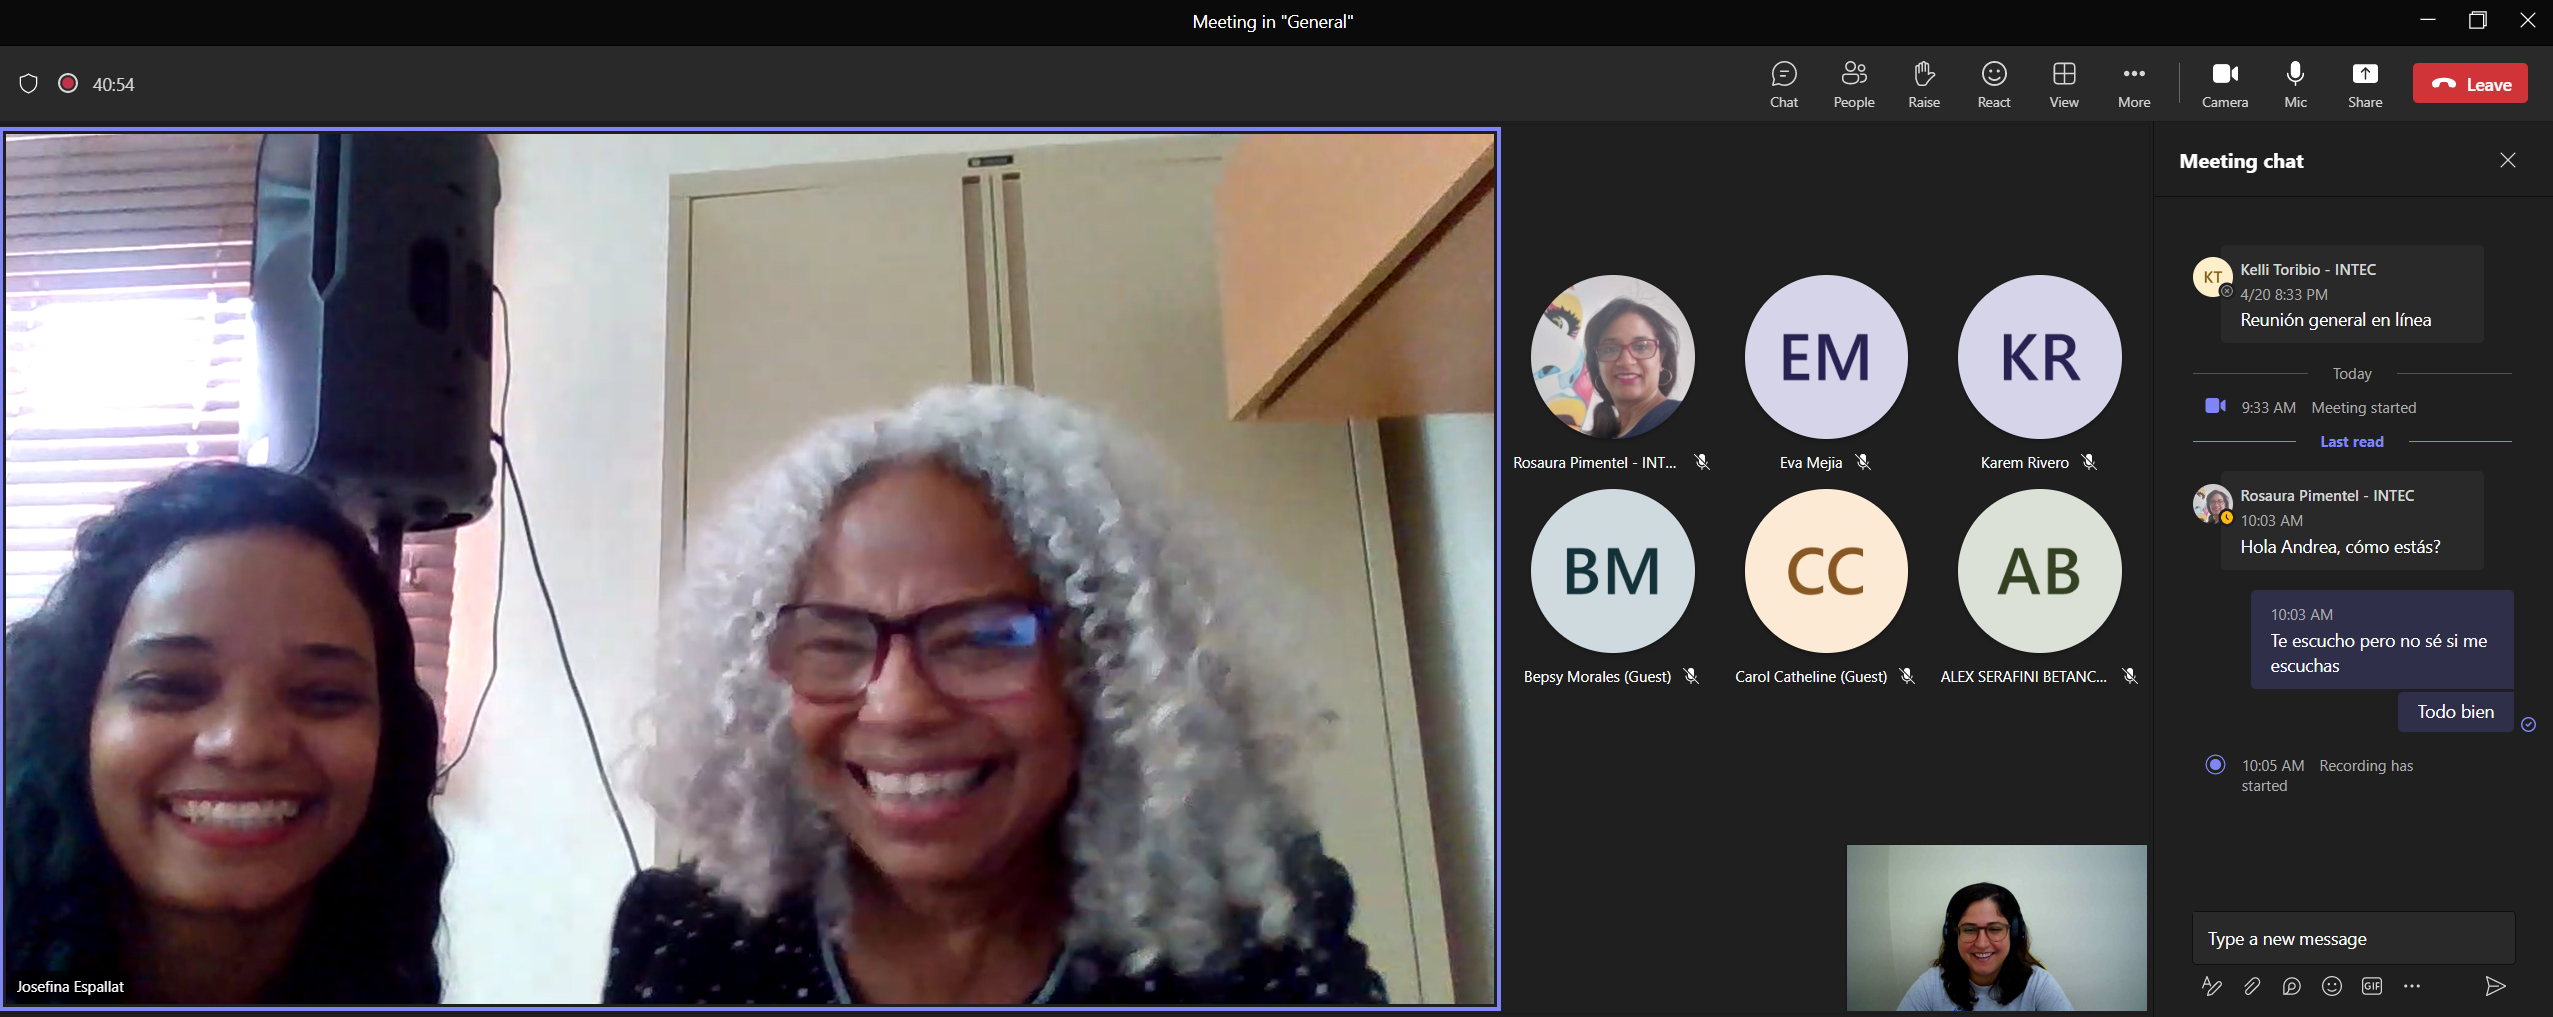 Meeting in "General"
40:54
Chat
People
Raise
React
View
More
Camera
Mic
Share
Leave
Josefina Espallat
Rosaura Pimentel - INT...
EM
Eva Mejia
KR
Karem Rivero
BM
Bepsy Morales (Guest)
CC
Carol Catheline (Guest)
AB
ALEX SERAFINI BETANC...
Meeting chat
KT
Kelli Toribio - INTEC
4/20 8:33 PM
Reunión general en línea
Today
9:33 AM Meeting started
Last read
Rosaura Pimentel - INTEC
10:03 AM
Hola Andrea, cómo estás?
10:03 AM
Te escucho pero no sé si me
escuchas
Todo bien
10:05 AM Recording has
started
Type a new message
GIF